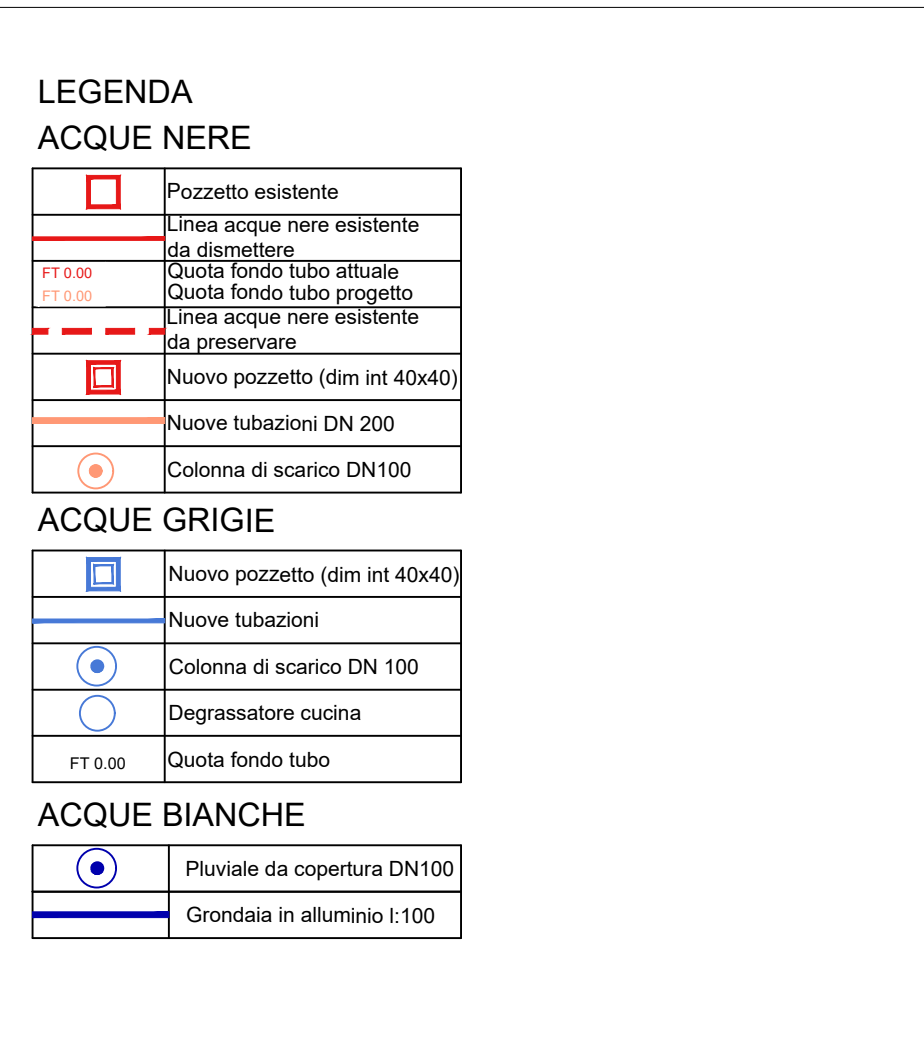 LEGENDA
ACQUE NERE
Pozzetto esistente
Linea acque nere esistente
da dismettere
FT 0.00 Quota fondo tubo attuale
FT 0.00 Quota fondo tubo progetto
Linea acque nere esistente
da preservare
Nuovo pozzetto (dim int 40x40)
Nuove tubazioni DN 200
Colonna di scarico DN100
ACQUE GRIGIE
Nuovo pozzetto (dim int 40x40)
Nuove tubazioni
Colonna di scarico DN 100
Degrassatore cucina
FT 0.00 Quota fondo tubo
ACQUE BIANCHE
Pluviale da copertura DN100
Grondaia in alluminio l:100